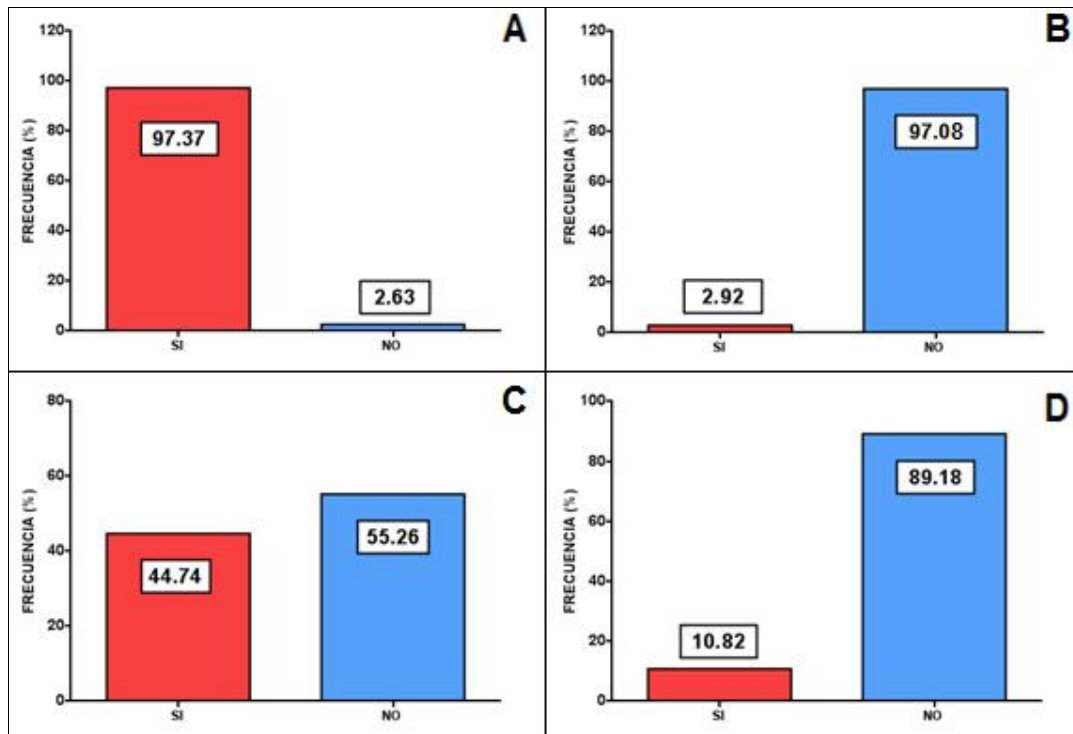 A
FRECUENCIA (%)
120
100
80
60
40
20
0
97.37
2.63
SI
NO
B
FRECUENCIA (%)
120
100
80
60
40
20
0
2.92
97.08
SI
NO
C
FRECUENCIA (%)
80
60
40
20
0
44.74
55.26
SI
NO
D
FRECUENCIA (%)
100
80
60
40
20
0
10.82
89.18
SI
NO